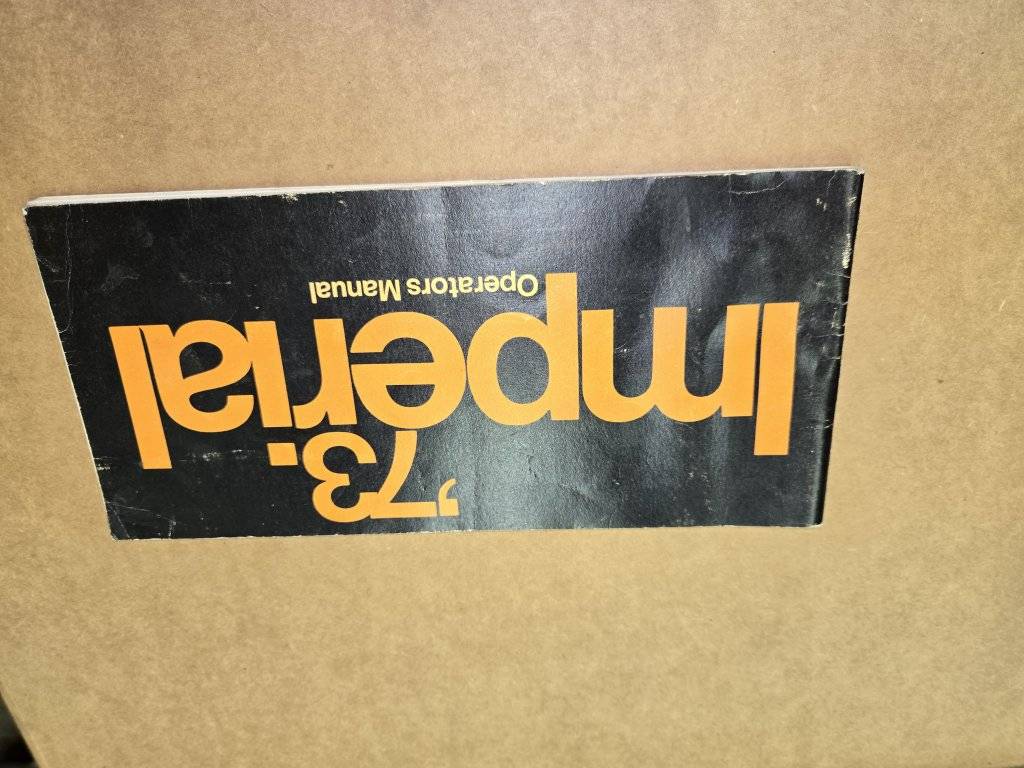 '73.
Imperial
Operators Manual